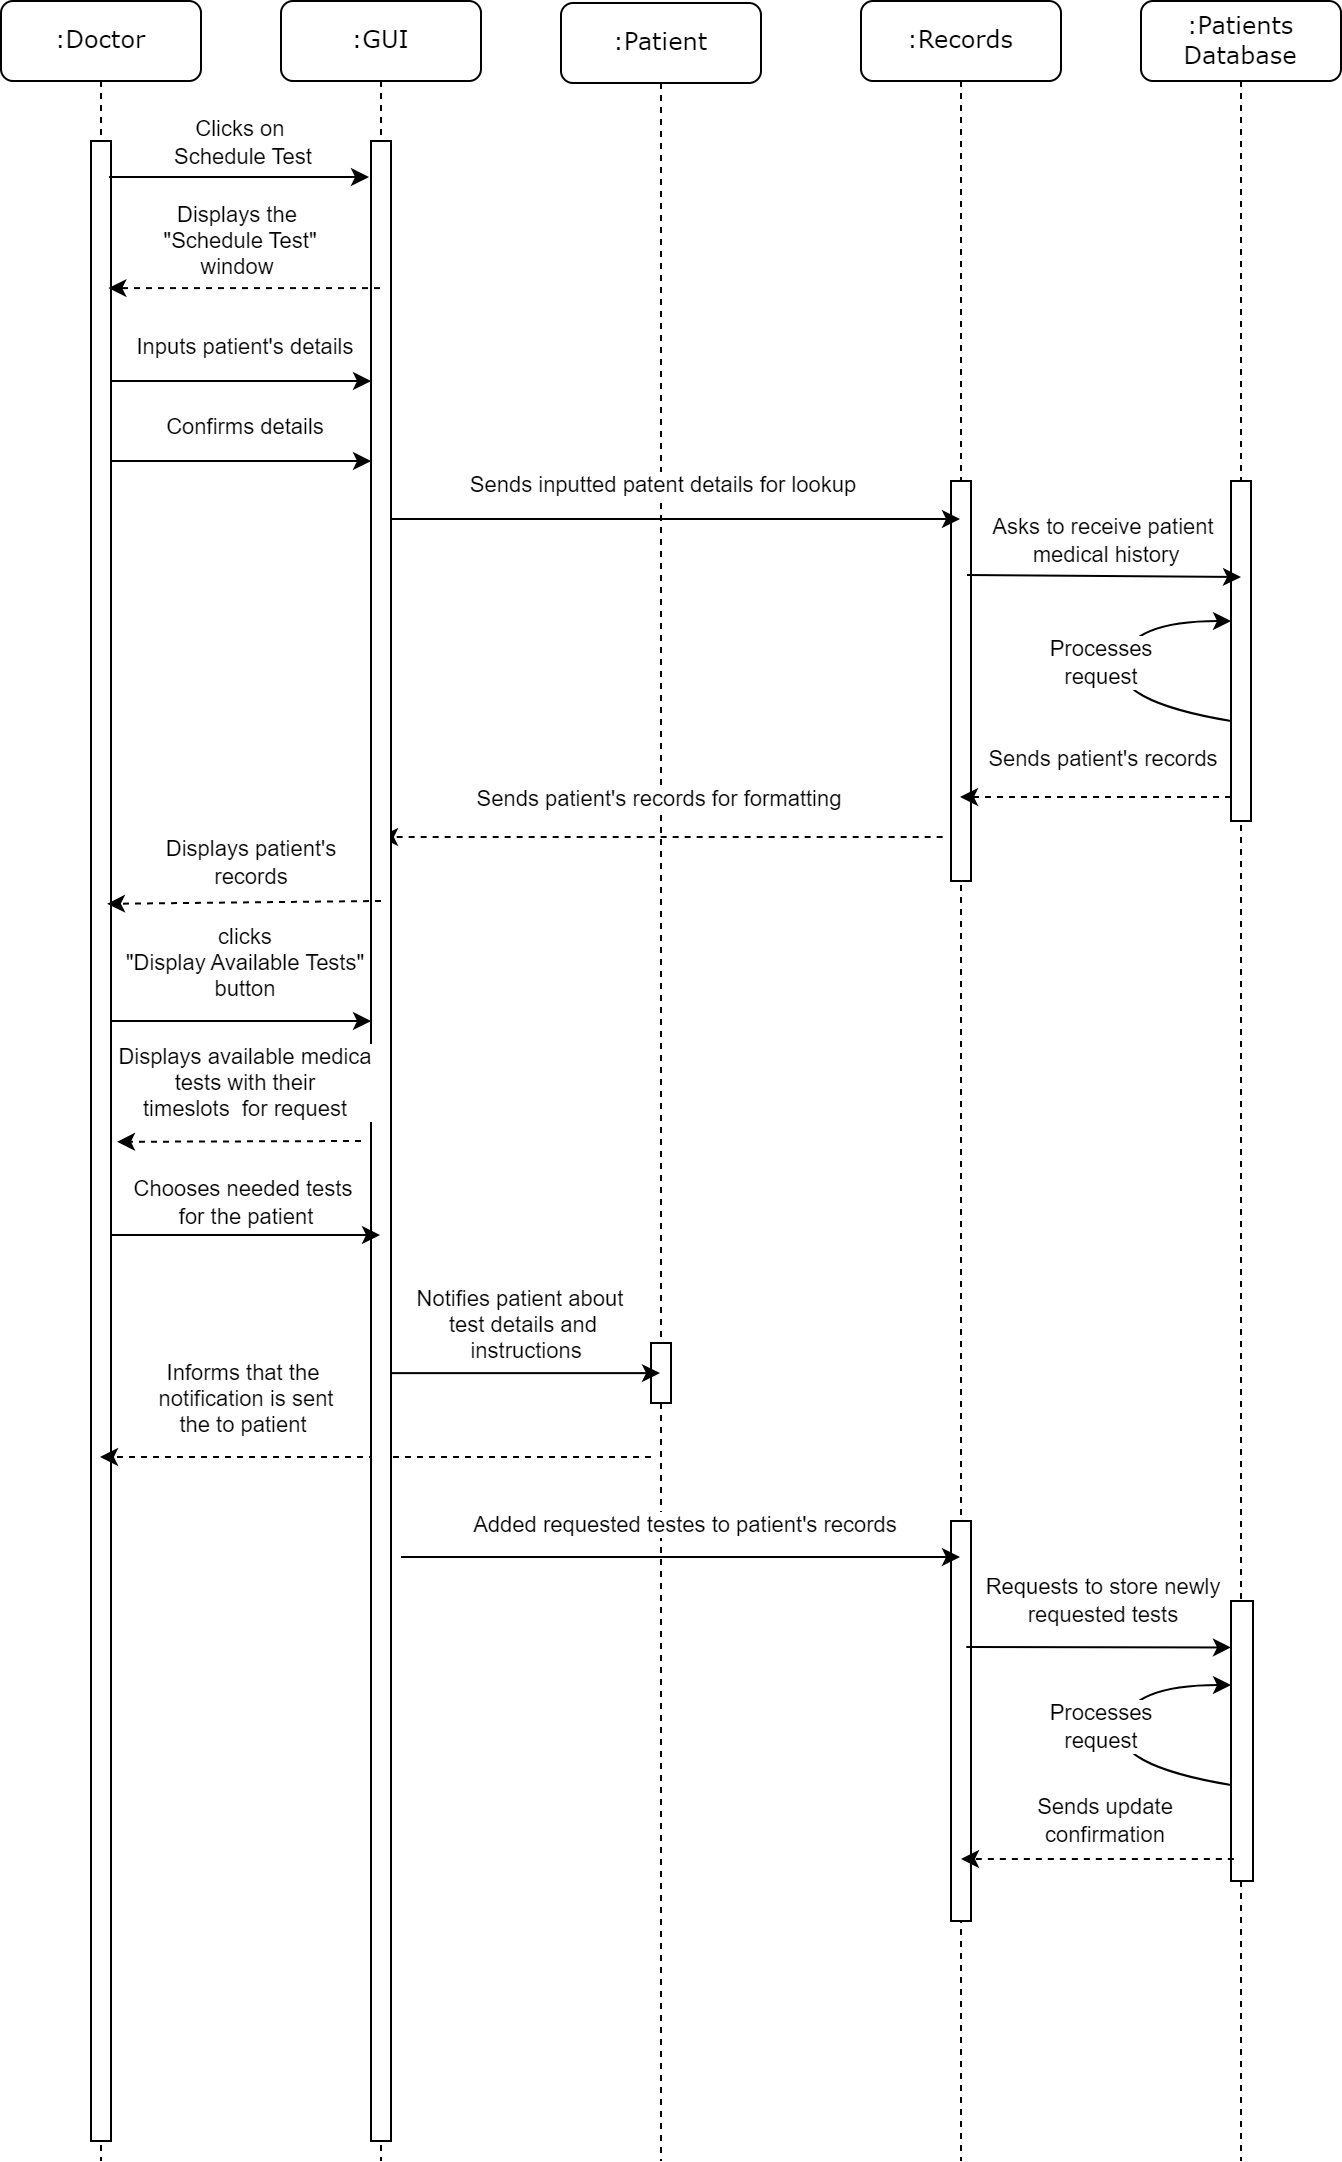 :Doctor
:GUI
:Patient
:Records
:Patients
Database
Clicks on
Schedule Test
Displays the
"Schedule Test"
window
Inputs patient's details
Confirms details
Sends inputted patent details for lookup
Asks to receive patient
medical history
Processes
request
Sends patient's records
Sends patient's records for formatting
Displays patient's
records
clicks
"Display Available Tests"
button
Displays available medica
tests with their
timeslots for request
Chooses needed tests
for the patient
Notifies patient about
test details and
instructions
Informs that the
notification is sent
the to patient
Added requested testes to patient's records
Requests to store newly
requested tests
Processes
request
Sends update
confirmation